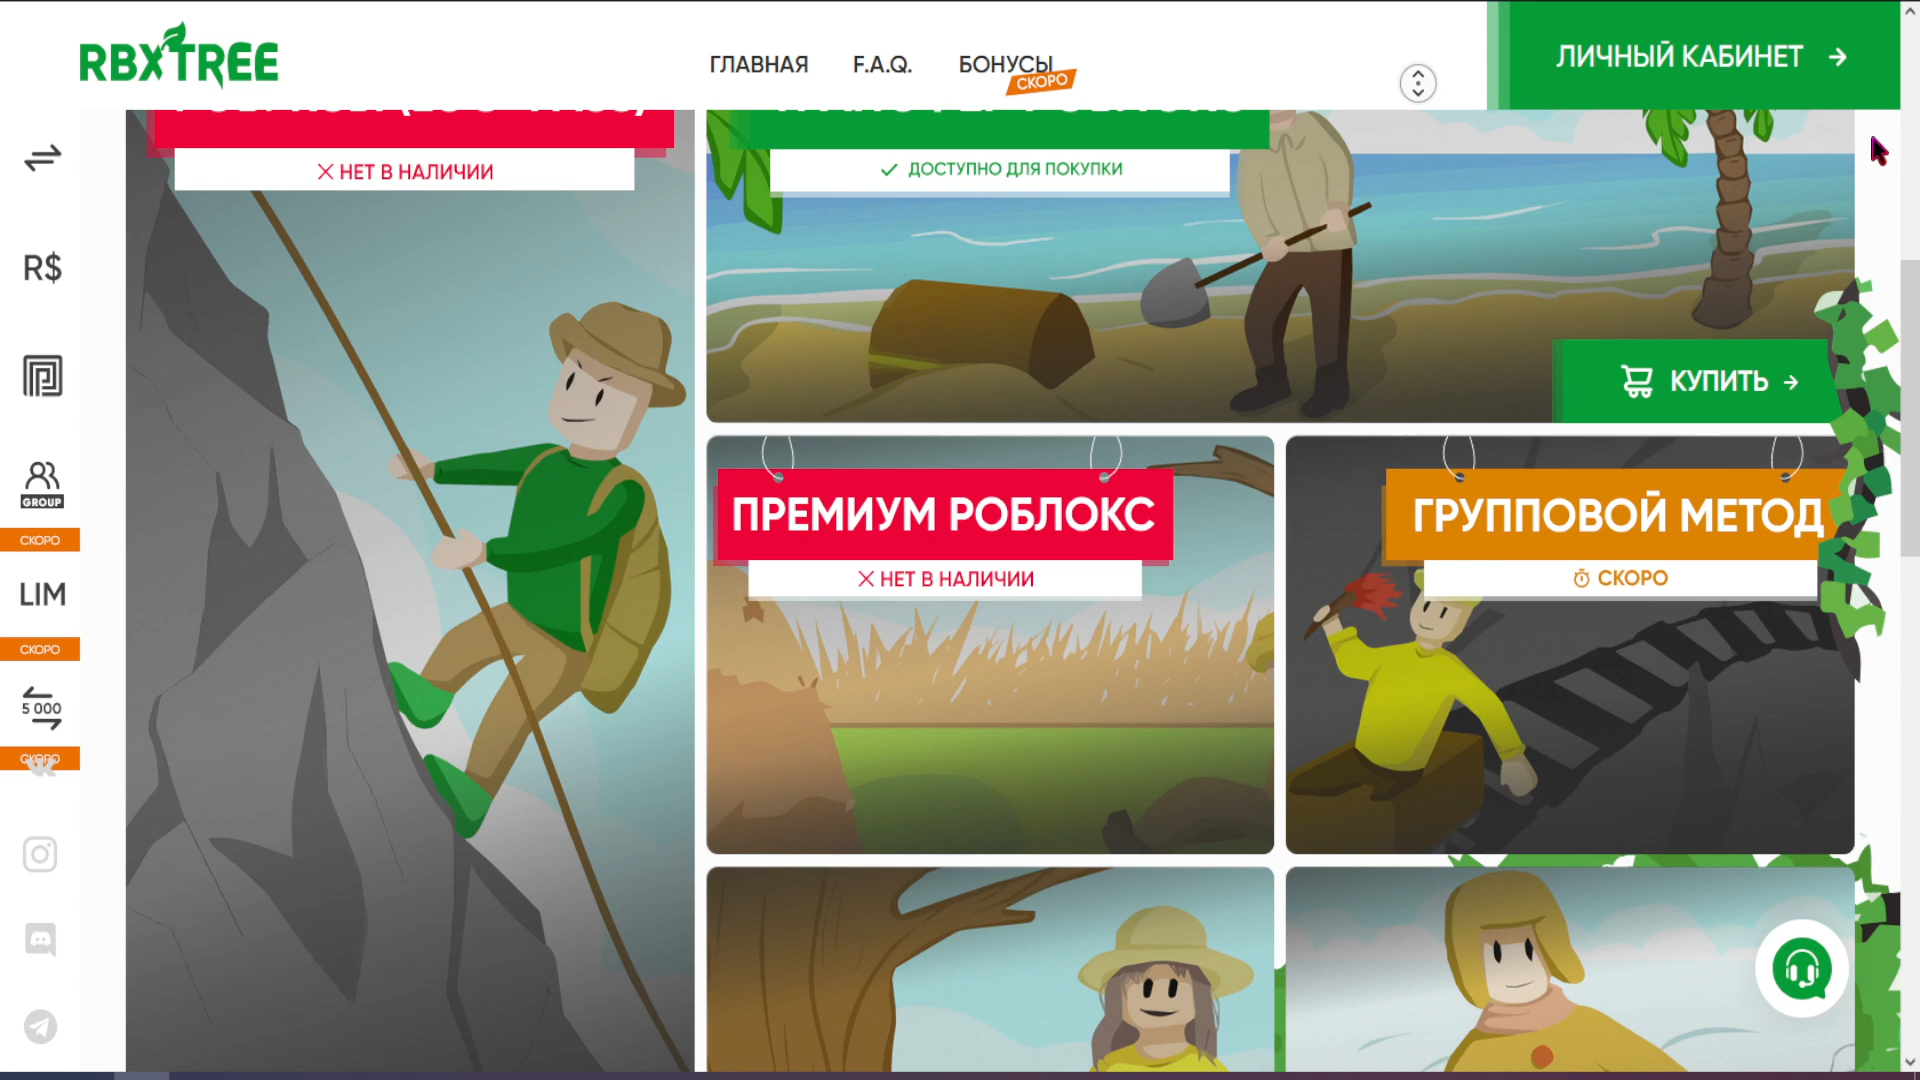 RBXTREE
ГЛАВНАЯ
F.A.Q.
БОНУСЫ
СКОРО
ЛИЧНЫЙ КАБИНЕТ
НЕТ В НАЛИЧИИ
ДОСТУПНО ДЛЯ ПОКУПКИ
R$
КУПИТЬ
GROUP
СКОРО
LIM
СКОРО
5 000
СКОРО
ПРЕМИУМ РОБЛОКС
НЕТ В НАЛИЧИИ
ГРУППОВОЙ МЕТОД
СКОРО